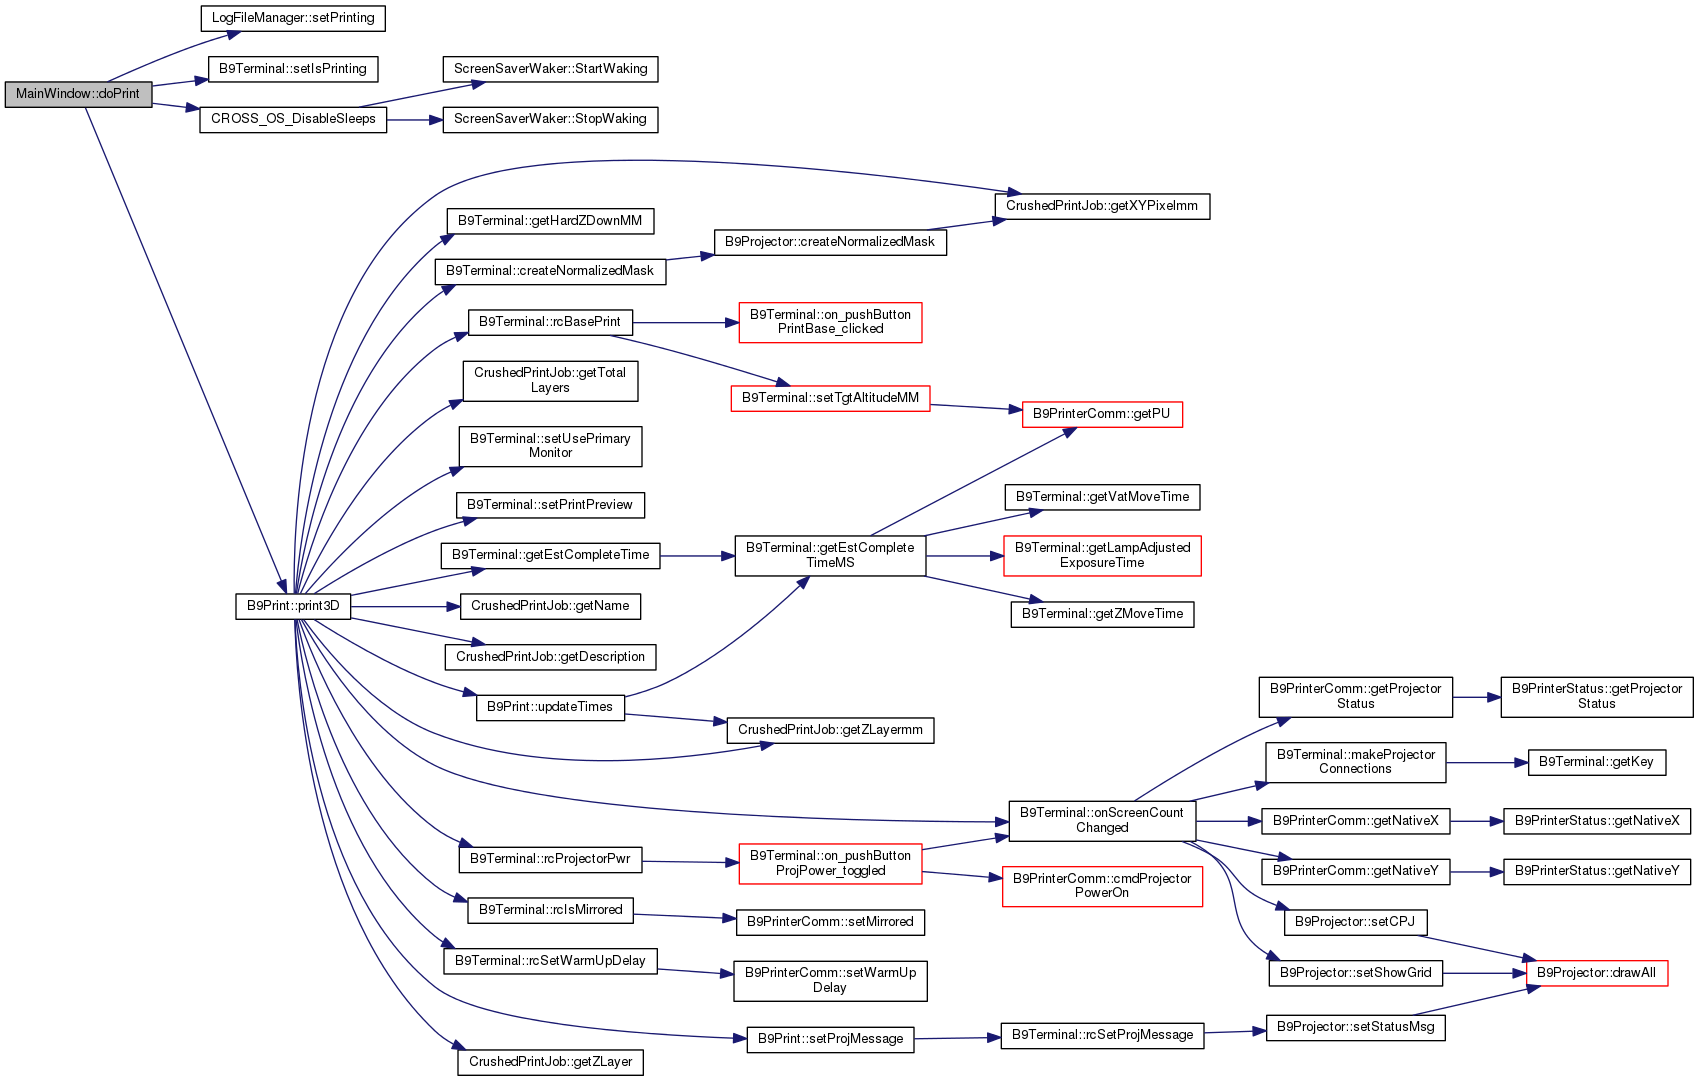 LogFileManager::setPrinting
B9Terminal::setIsPrinting
MainWindow::doPrint
CROSS_OS_DisableSleeps
ScreenSaverWaker::StartWaking
ScreenSaverWaker::StopWaking
B9Print::print3D
B9Terminal::getHardZDownMM
B9Terminal::createNormalizedMask
B9Projector::createNormalizedMask
CrushedPrintJob::getXYPixelmm
B9Terminal::rcBasePrint
B9Terminal::on_pushButton
PrintBase_clicked
CrushedPrintJob::getTotal
Layers
B9Terminal::setTgtAltitudeMM
B9PrinterComm::getPU
B9Terminal::setUsePrimary
Monitor
B9Terminal::setPrintPreview
B9Terminal::getEstCompleteTime
B9Terminal::getEstComplete
TimeMS
B9Terminal::getVatMoveTime
B9Terminal::getLampAdjusted
ExposureTime
B9Terminal::getZMoveTime
CrushedPrintJob::getName
CrushedPrintJob::getDescription
B9Print::updateTimes
CrushedPrintJob::getZLayermm
B9Terminal::onScreenCount
Changed
B9PrinterComm::getProjector
Status
B9PrinterStatus::getProjector
Status
B9Terminal::makeProjector
Connections
B9Terminal::getKey
B9PrinterComm::getNativeX
B9PrinterStatus::getNativeX
B9PrinterComm::getNativeY
B9PrinterStatus::getNativeY
B9Projector::setCPJ
B9Projector::setShowGrid
B9Projector::drawAll
B9Terminal::rcProjectorPwr
B9Terminal::on_pushButton
ProjPower_toggled
B9PrinterComm::cmdProjector
PowerOn
B9Terminal::rcIsMirrored
B9PrinterComm::setMirrored
B9Terminal::rcSetWarmUpDelay
B9PrinterComm::setWarmUp
Delay
B9Print::setProjMessage
B9Terminal::rcSetProjMessage
B9Projector::setStatusMsg
CrushedPrintJob::getZLayer